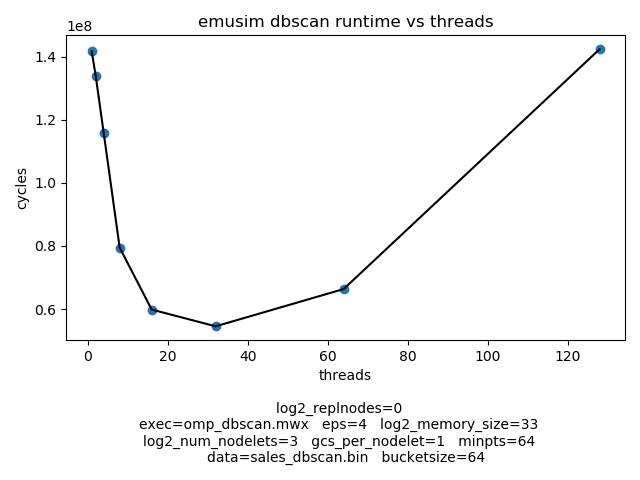 emusim dbscan runtime vs threads
1e8
1.4
1.2
1.0
0.8
0.6
cycles
0 20 40 60 80 100 120
threads
log2_replnodes=0
exec=omp_dbscan.mwx eps=4 log2_memory_size=33
log2_num_nodelets=3 gcs_per_nodelet=1 minpts=64
data=sales_dbscan.bin bucketsize=64